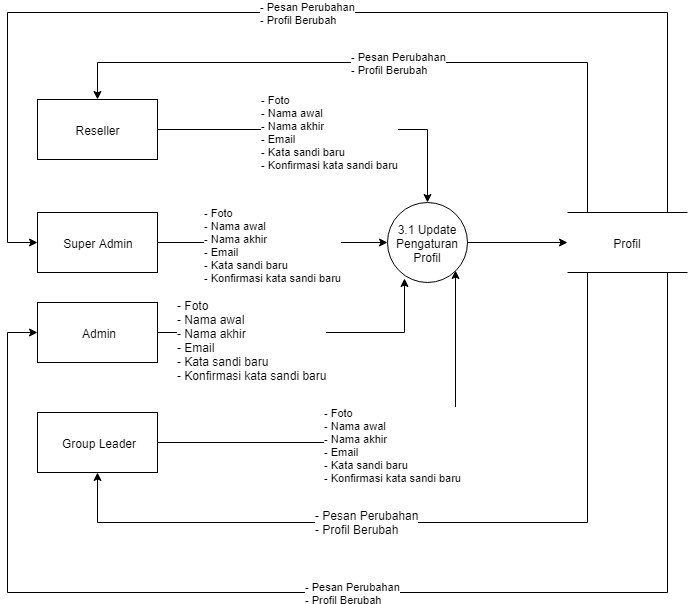 - Pesan Perubahan
- Profil Berubah
- Pesan Perubahan
- Profil Berubah
Reseller
- Foto
- Nama awal
- Nama akhir
- Email
- Kata sandi baru
- Konfirmasi kata sandi baru
Super Admin
- Foto
- Nama awal
- Nama akhir
- Email
- Kata sandi baru
- Konfirmasi kata sandi baru
3.1 Update
Pengaturan
Profil
Profil
Admin
- Foto
- Nama awal
- Nama akhir
- Email
- Kata sandi baru
- Konfirmasi kata sandi baru
Group Leader
- Foto
- Nama awal
- Nama akhir
- Email
- Kata sandi baru
- Konfirmasi kata sandi baru
- Pesan Perubahan
- Profil Berubah
- Pesan Perubahan
- Profil Berubah